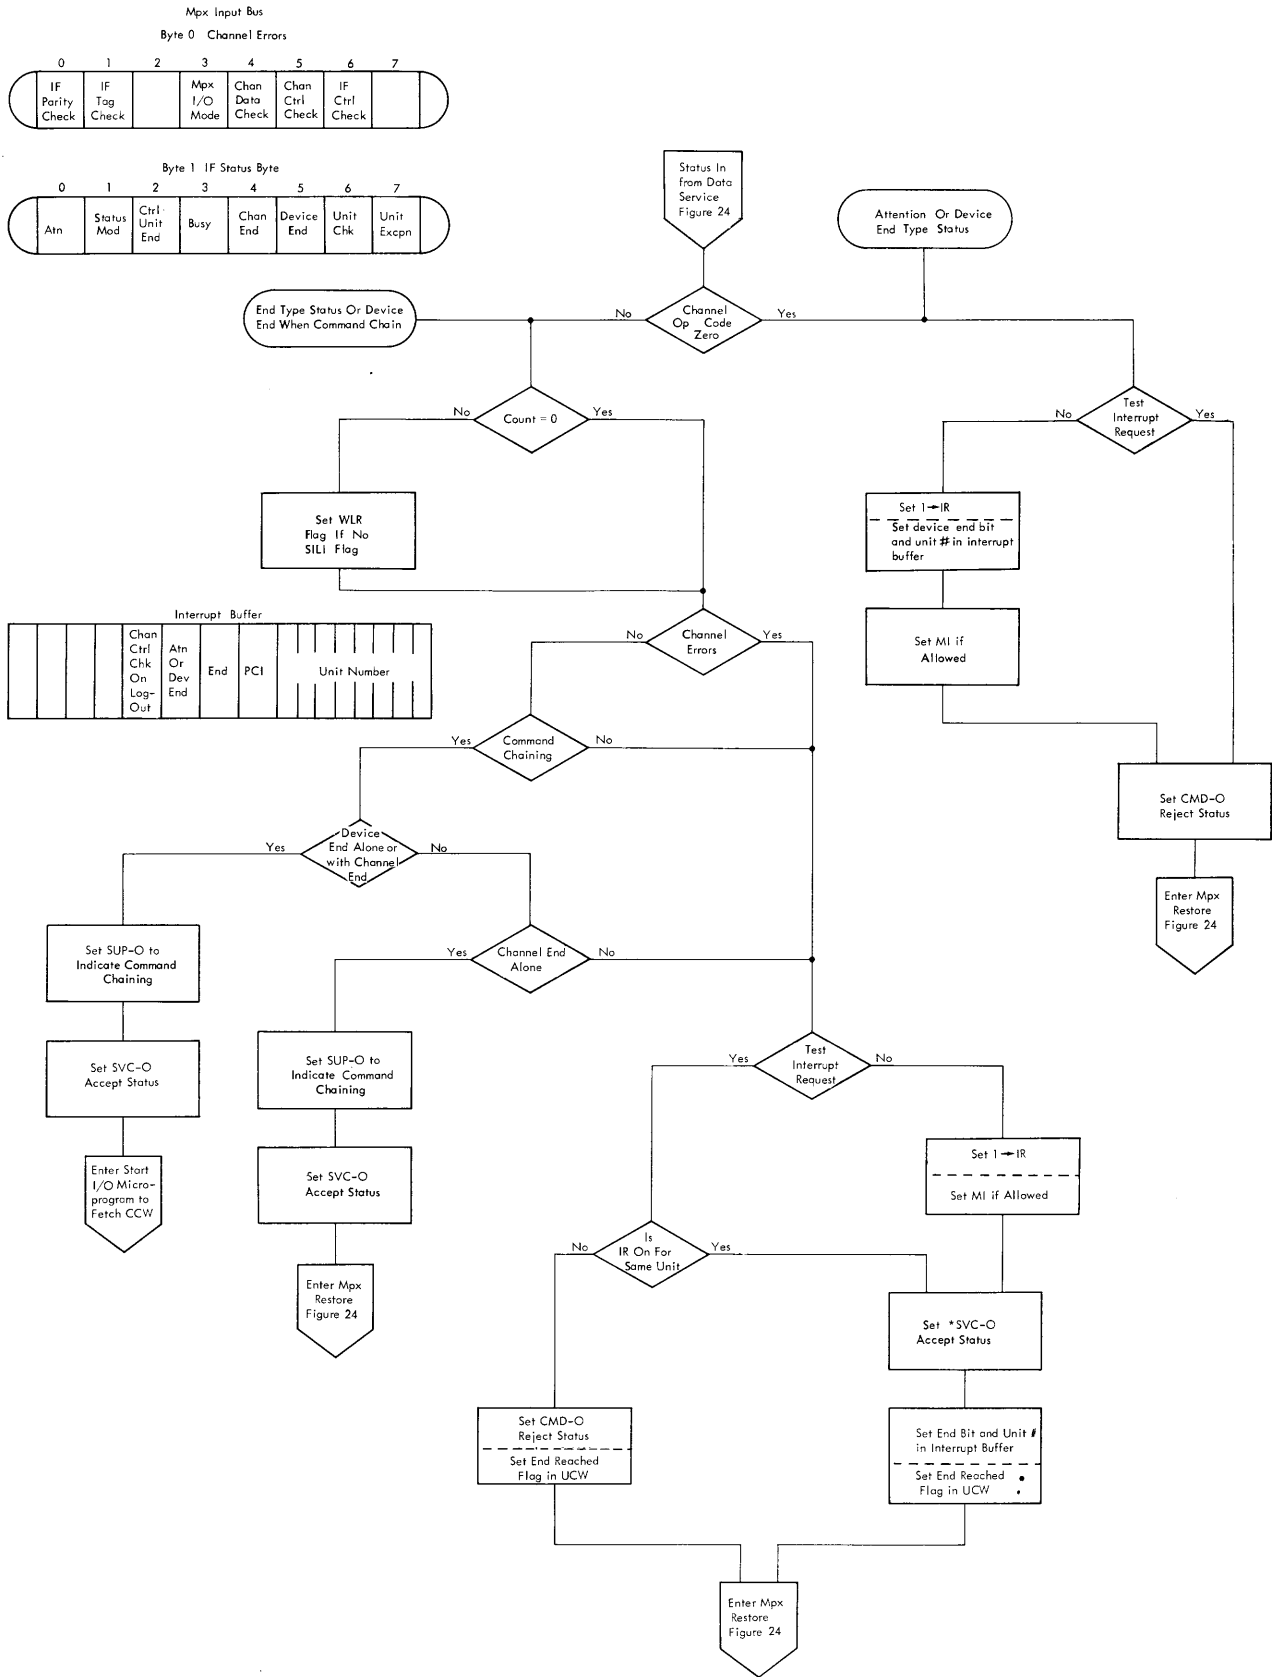 Mpx Input Bus
Byte 0 Channel Errors
0 1 2 3 4 5 6 7
IF Parity Check
IF Tag Check
Mpx I/O Mode
Chan Data Check
Chan Ctrl Check
IF Ctrl Check
Byte 1 IF Status Byte
0 1 2 3 4 5 6 7
Atn
Status Mod
Ctrl Unit End
Busy
Chan End
Device End
Unit Chk
Unit Excpn
Status In
from Data
Service
Figure 24
Attention Or Device
End Type Status
End Type Status Or Device
End When Command Chain
No
Channel
Op Code
Zero
Yes
No
Count = 0
Yes
No
Test
Interrupt
Request
Yes
Set WLR
Flag If No
SILI Flag
Set 1→IR
Set device end bit
and unit # in interrupt
buffer
Set MI if
Allowed
Interrupt Buffer
Chan Ctrl Chk On Log-Out
Atn Or Dev End
End
PCI
Unit Number
No
Channel
Errors
Yes
Yes
Command
Chaining
No
Set CMD-O
Reject Status
Enter Mpx
Restore
Figure 24
Yes
Device
End Alone or
with Channel
End
No
Set SUP-O to
Indicate Command
Chaining
Yes
Channel End
Alone
No
Set SVC-O
Accept Status
Set SUP-O to
Indicate Command
Chaining
Yes
Test
Interrupt
Request
No
Enter Start
I/O Micro-
program to
Fetch CCW
Set SVC-O
Accept Status
Set 1→IR
Set MI if Allowed
Enter Mpx
Restore
Figure 24
No
Is
IR On For
Same Unit
Yes
Set *SVC-O
Accept Status
Set CMD-O
Reject Status
Set End Reached
Flag in UCW
Set End Bit and Unit #
in Interrupt Buffer
Set End Reached
Flag in UCW
Enter Mpx
Restore
Figure 24